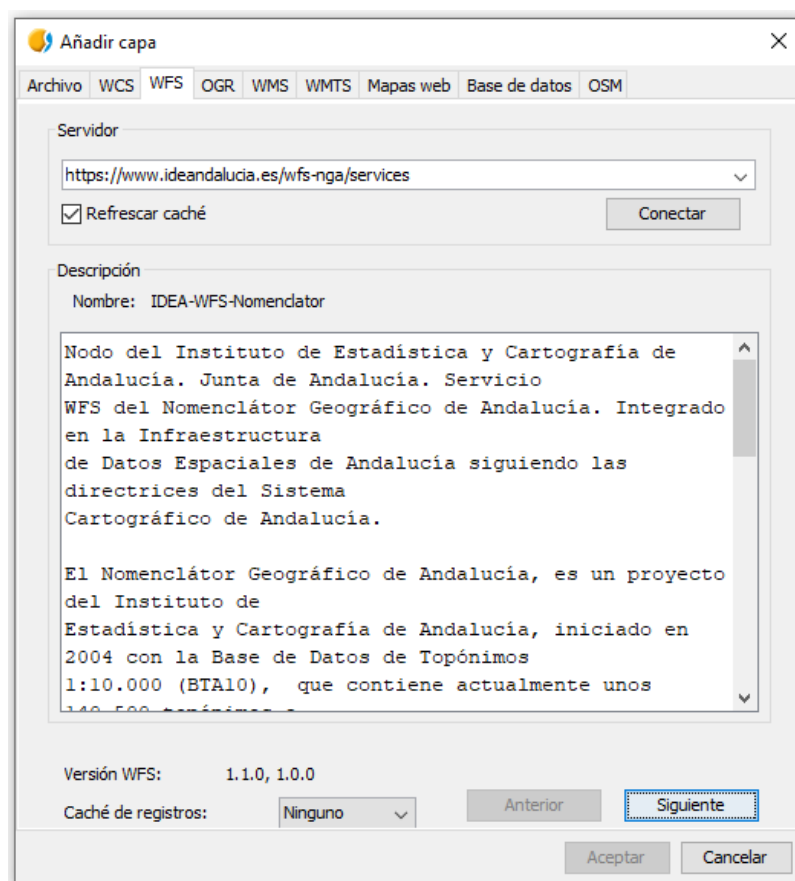 Añadir capa
Archivo WCS WFS OGR WMS WMTS Mapas web Base de datos OSM
Servidor
https://www.ideandalucia.es/wfs-nga/services
Refrescar caché
Conectar
Descripción
Nombre: IDEA-WFS-Nomenclator
Nodo del Instituto de Estadística y Cartografía de
Andalucía. Junta de Andalucía. Servicio
WFS del Nomenclátor Geográfico de Andalucía. Integrado
en la Infraestructura
de Datos Espaciales de Andalucía siguiendo las
directrices del Sistema
Cartográfico de Andalucía.
El Nomenclátor Geográfico de Andalucía, es un proyecto
del Instituto de
Estadística y Cartografía de Andalucía, iniciado en
2004 con la Base de Datos de Topónimos
1:10.000 (BTA10), que contiene actualmente unos
Versión WFS: 1.1.0, 1.0.0
Caché de registros: Ninguno
Anterior
Siguiente
Aceptar
Cancelar